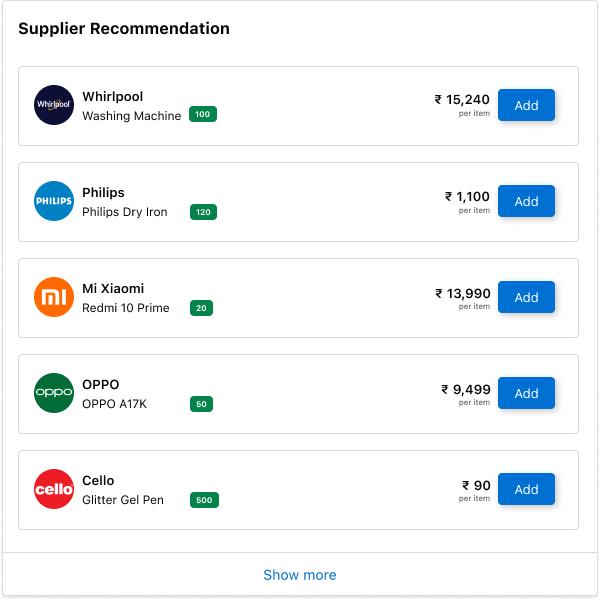 Supplier Recommendation
Whirlpool
Whirlpool
Washing Machine 100
₹ 15,240
per item
Add
PHILIPS
Philips
Philips Dry Iron 120
₹ 1,100
per item
Add
mi
Mi Xiaomi
Redmi 10 Prime 20
₹ 13,990
per item
Add
oppo
OPPO
OPPO A17K 50
₹ 9,499
per item
Add
cello
Cello
Glitter Gel Pen 500
₹ 90
per item
Add
Show more